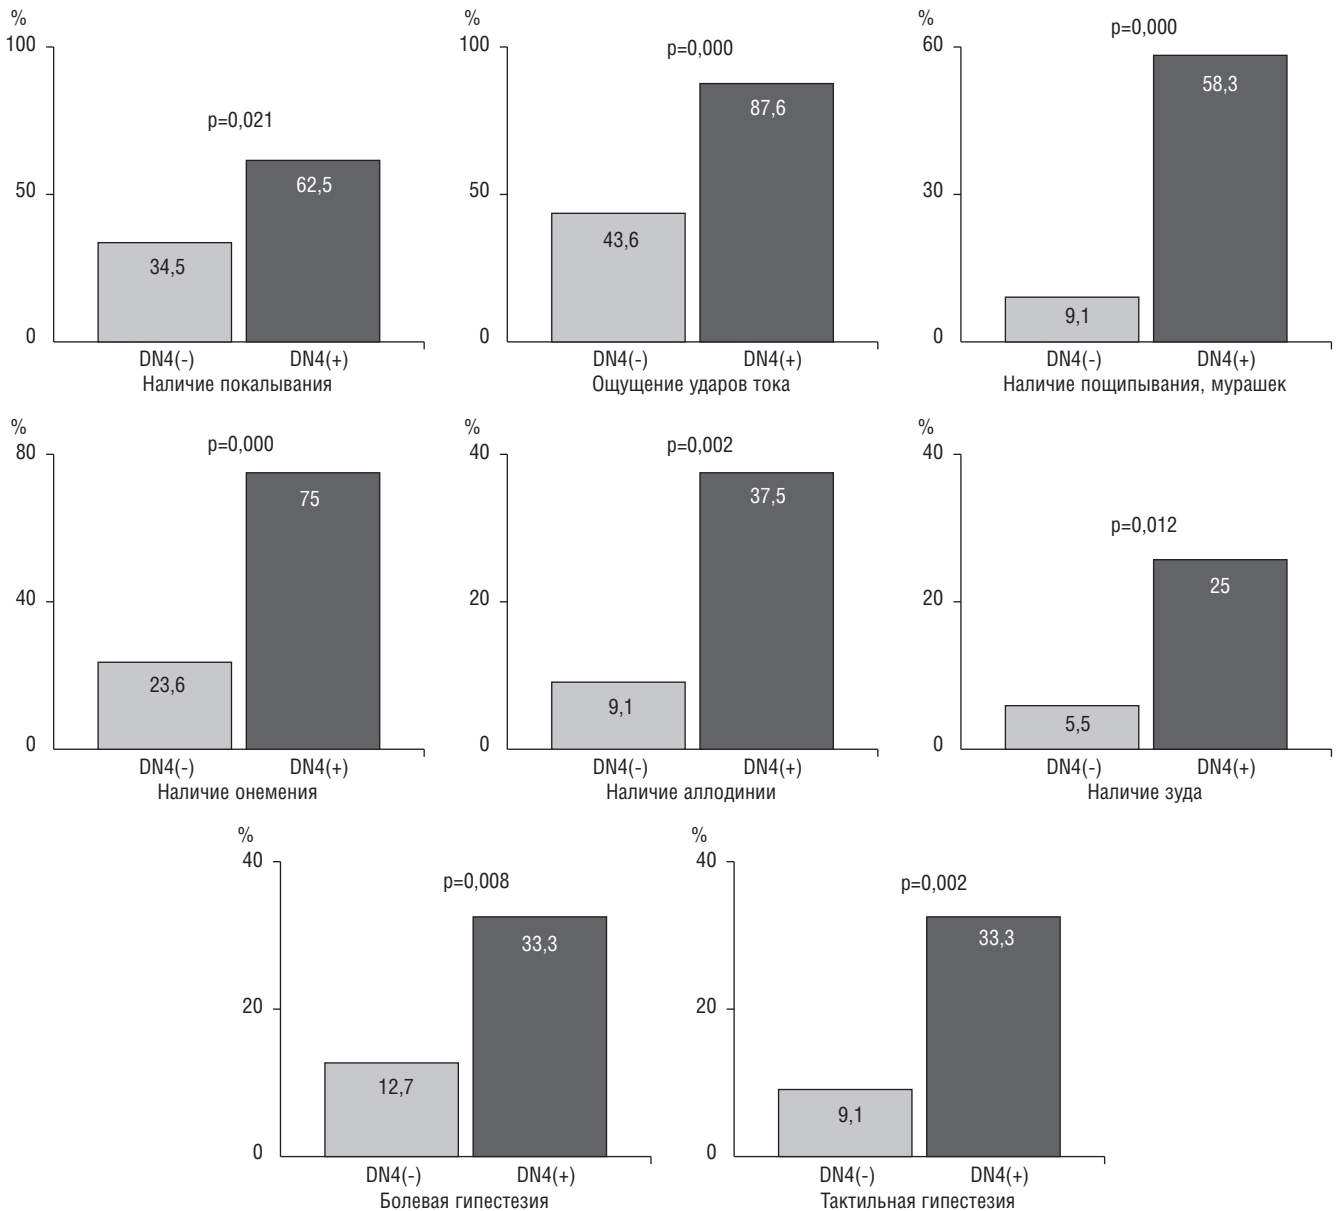 %
100
p=0,021
62,5
50
34,5
0
DN4(-) DN4(+)
Наличие покалывания
%
100
p=0,000
87,6
50
43,6
0
DN4(-) DN4(+)
Ощущение ударов тока
%
60
p=0,000
58,3
30
9,1
0
DN4(-) DN4(+)
Наличие пощипывания, мурашек
%
80
p=0,000
75
40
23,6
0
DN4(-) DN4(+)
Наличие онемения
%
40
p=0,002
37,5
20
9,1
0
DN4(-) DN4(+)
Наличие аллодинии
%
40
p=0,012
25
20
5,5
0
DN4(-) DN4(+)
Наличие зуда
%
40
p=0,008
33,3
20
12,7
0
DN4(-) DN4(+)
Болевая гипестезия
%
40
p=0,002
33,3
20
9,1
0
DN4(-) DN4(+)
Тактильная гипестезия